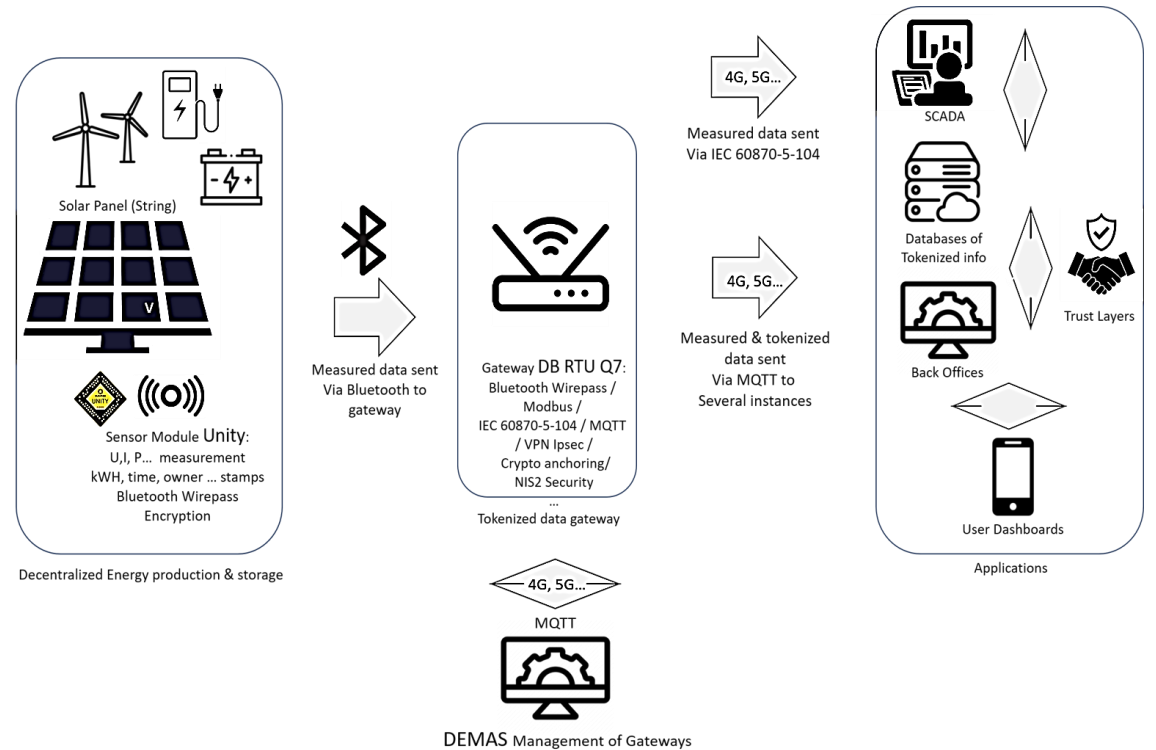 Solar Panel (String)
V
UNITY
Sensor Module Unity:
U,I, P... measurement
kWH, time, owner ... stamps
Bluetooth Wirepass
Encryption
Decentralized Energy production & storage
Measured data sent
Via Bluetooth to
gateway
Gateway DB RTU Q7:
Bluetooth Wirepass /
Modbus /
IEC 60870-5-104 / MQTT
/ VPN Ipsec /
Crypto anchoring/
NIS2 Security
...
Tokenized data gateway
4G, 5G...
MQTT
DEMAS Management of Gateways
4G, 5G...
Measured data sent
Via IEC 60870-5-104
4G, 5G...
Measured & tokenized
data sent
Via MQTT to
Several instances
SCADA
Databases of
Tokenized info
Trust Layers
Back Offices
User Dashboards
Applications